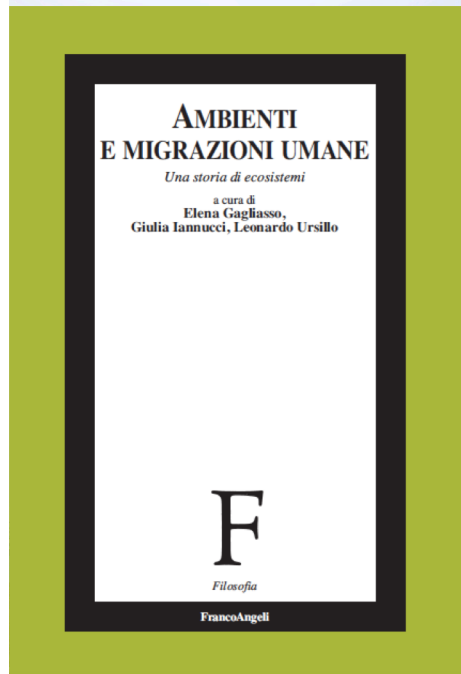 AMBIENTI
E MIGRAZIONI UMANE
Una storia di ecosistemi
a cura di
Elena Gagliasso,
Giulia Iannucci, Leonardo Ursillo
F
Filosofia
FrancoAngeli